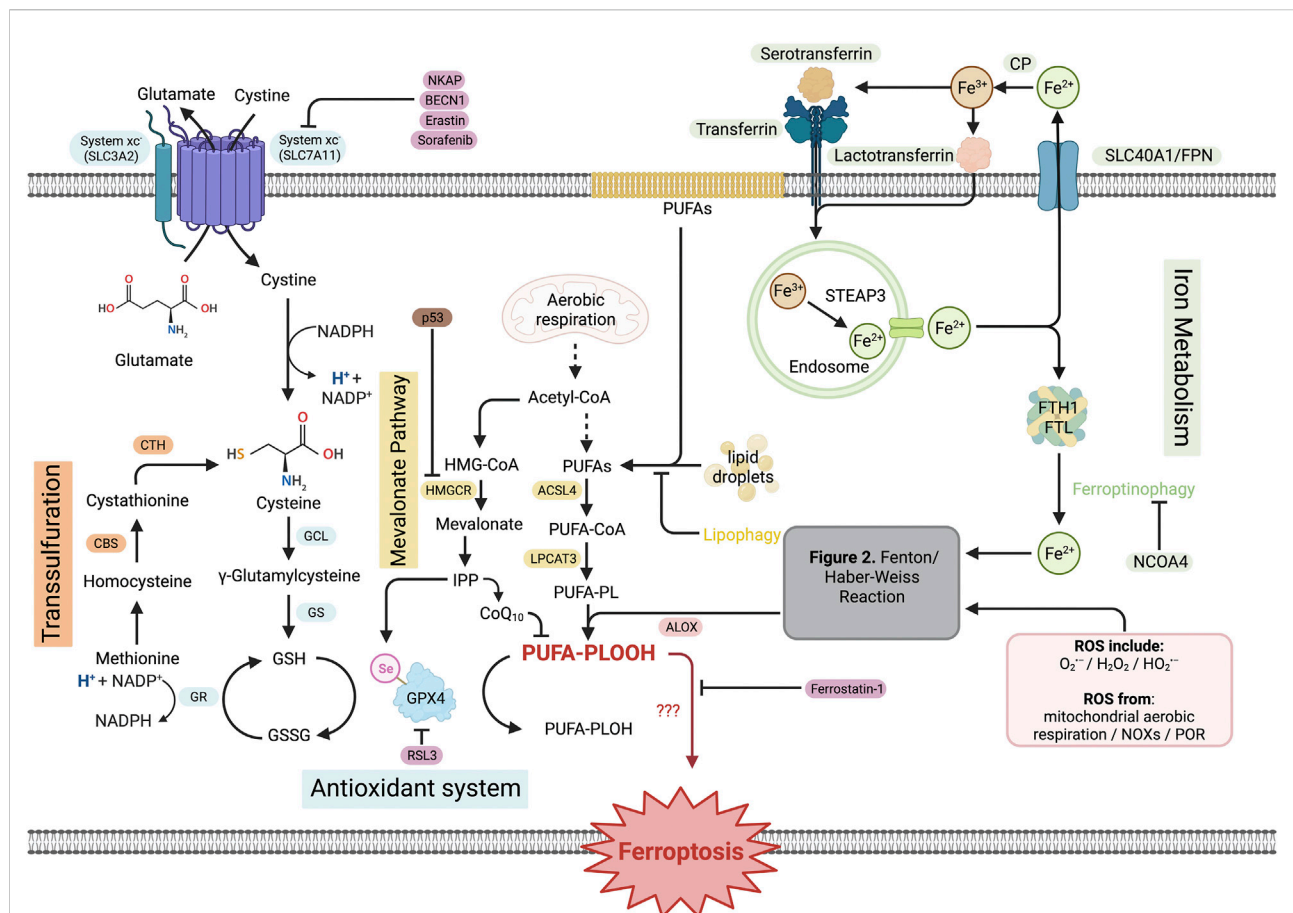 Glutamate
Cystine
System xc⁻
(SLC3A2)
System xc⁻
(SLC7A11)
NKAP
BECN1
Erastin
Sorafenib
Serotransferrin
Transferrin
Lactotransferrin
Fe³⁺
CP
Fe²⁺
SLC40A1/FPN
PUFAs
Cystine
O
O
HO
OH
NH₂
Glutamate
NADPH
H⁺ +
NADP⁺
p53
Aerobic
respiration
Fe³⁺
STEAP3
Fe²⁺
Endosome
Fe²⁺
Iron Metabolism
FTH1
FTL
Ferroptinophagy
NCOA4
Fe²⁺
Mevalonate Pathway
Acetyl-CoA
HMG-CoA
HMGCR
Mevalonate
IPP
CoQ₁₀
PUFAs
ACSL4
PUFA-CoA
LPCAT3
PUFA-PL
lipid
droplets
Lipophagy
Figure 2. Fenton/
Haber-Weiss
Reaction
ALOX
PUFA-PLOOH
???
Ferrostatin-1
PUFA-PLOH
ROS include:
O₂•⁻ / H₂O₂ / HO₂•⁻
ROS from:
mitochondrial aerobic
respiration / NOXs / POR
Transsulfuration
CTH
Cystathionine
CBS
Homocysteine
Methionine
H⁺ + NADP⁺
NADPH
GR
O
HS
OH
NH₂
Cysteine
GCL
γ-Glutamylcysteine
GS
GSH
GSSG
Se
GPX4
RSL3
Antioxidant system
Ferroptosis